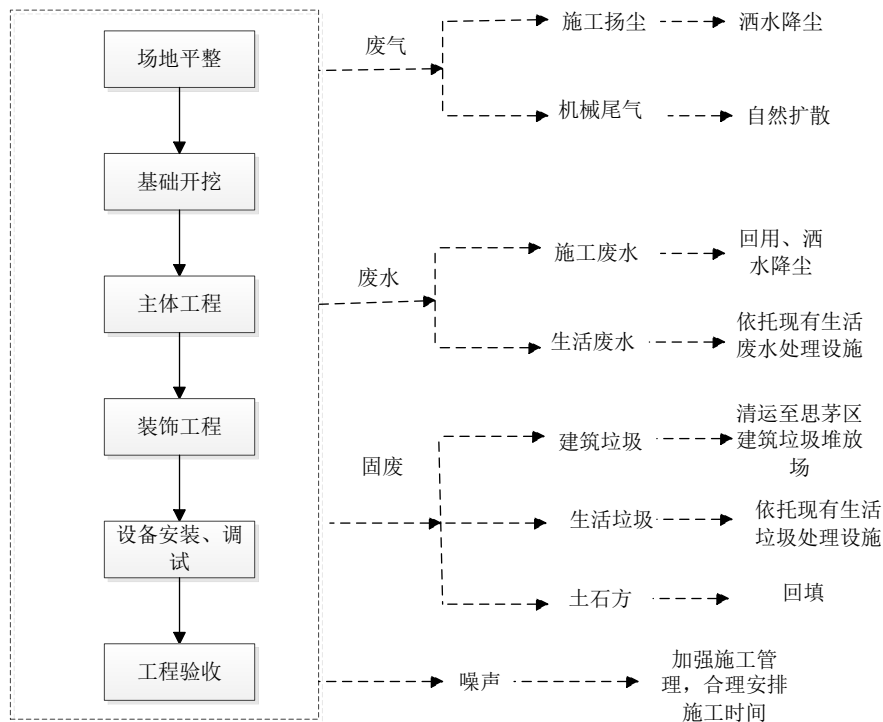 场地平整
基础开挖
主体工程
装饰工程
设备安装、调
试
工程验收
废气
施工扬尘
洒水降尘
机械尾气
自然扩散
废水
施工废水
回用、洒
水降尘
生活废水
依托现有生活
废水处理设施
固废
建筑垃圾
清运至思茅区
建筑垃圾堆放
场
生活垃圾
依托现有生活
垃圾处理设施
土石方
回填
噪声
加强施工管
理，合理安排
施工时间